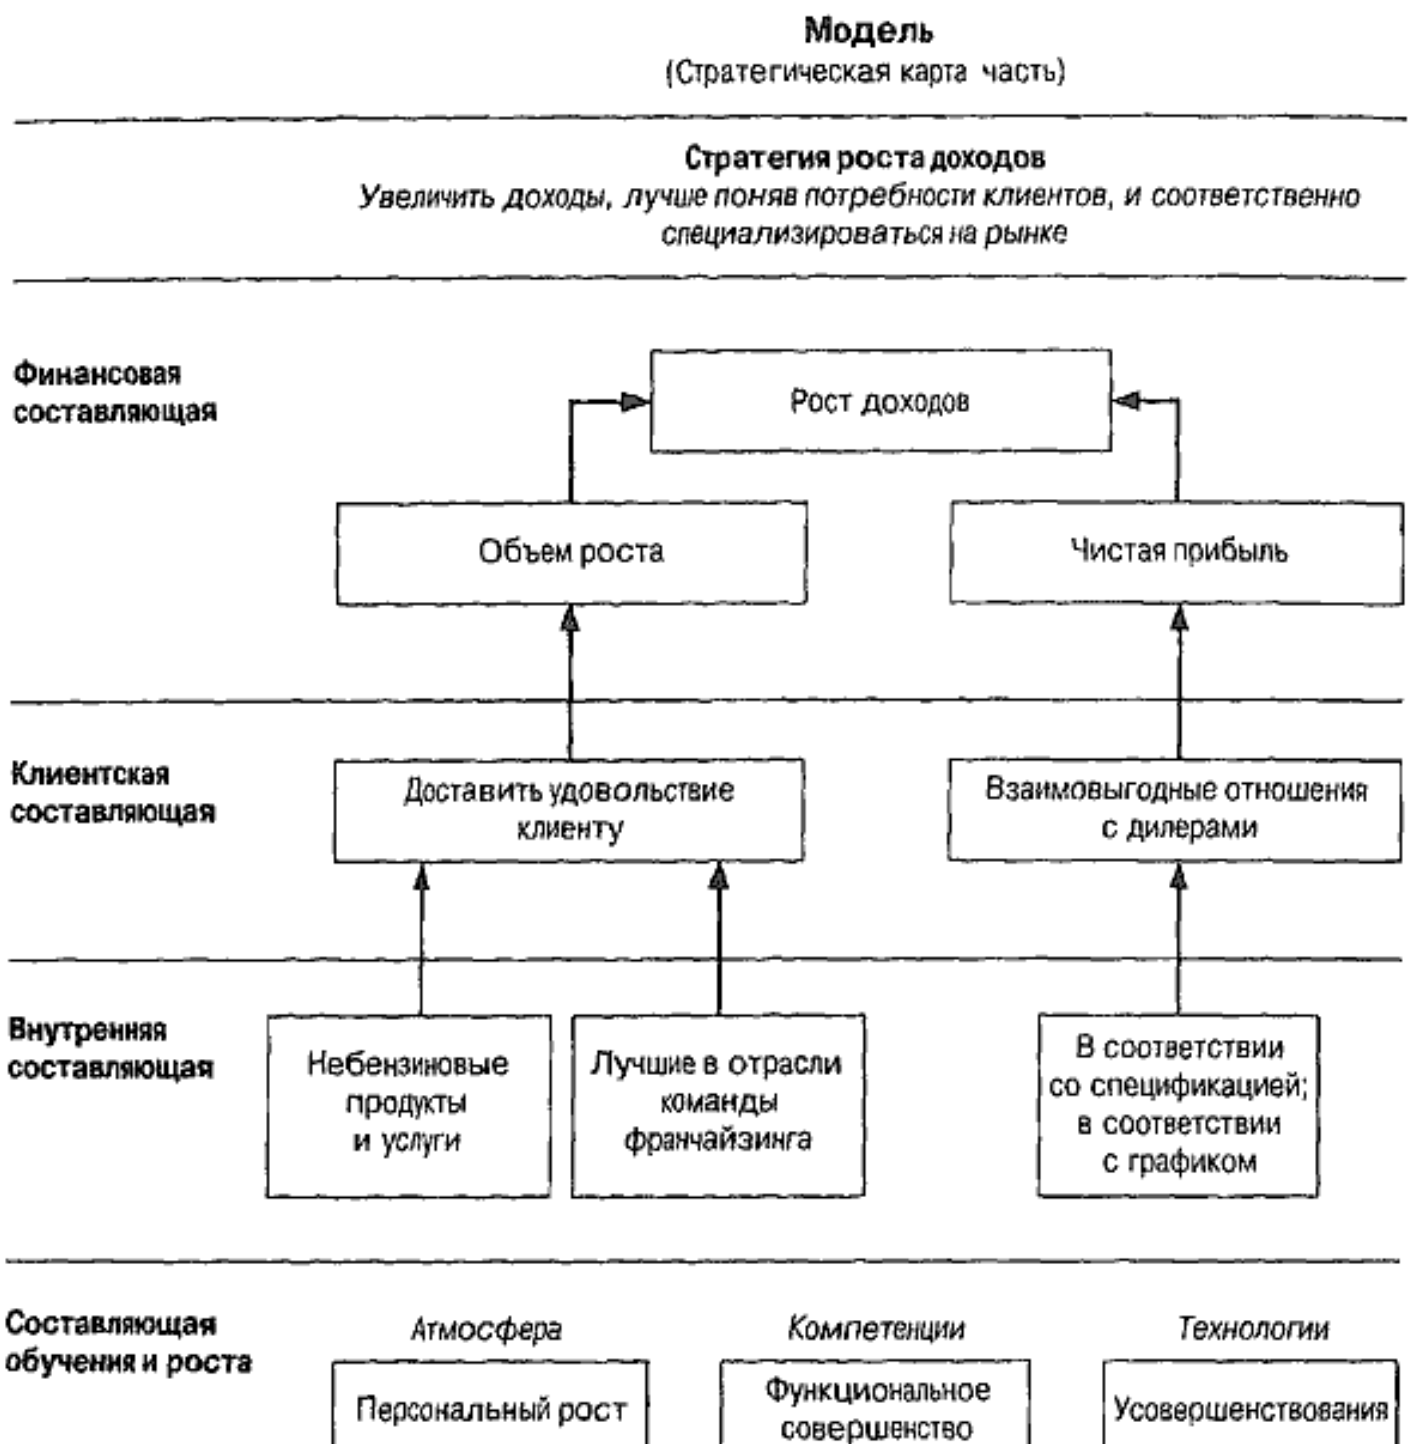 Модель
(Стратегическая карта часть)
Стратегия роста доходов
Увеличить доходы, лучше поняв потребности клиентов, и соответственно
специализироваться на рынке
Финансовая
составляющая
Рост доходов
Объем роста
Чистая прибыль
Клиентская
составляющая
Доставить удовольствие
клиенту
Взаимовыгодные отношения
с дилерами
Внутренняя
составляющая
Небензиновые
продукты
и услуги
Лучшие в отрасли
команды
франчайзинга
В соответствии
со спецификацией;
в соответствии
с графиком
Составляющая
обучения и роста
Атмосфера
Компетенции
Технологии
Персональный рост
Функциональное
совершенство
Усовершенствования